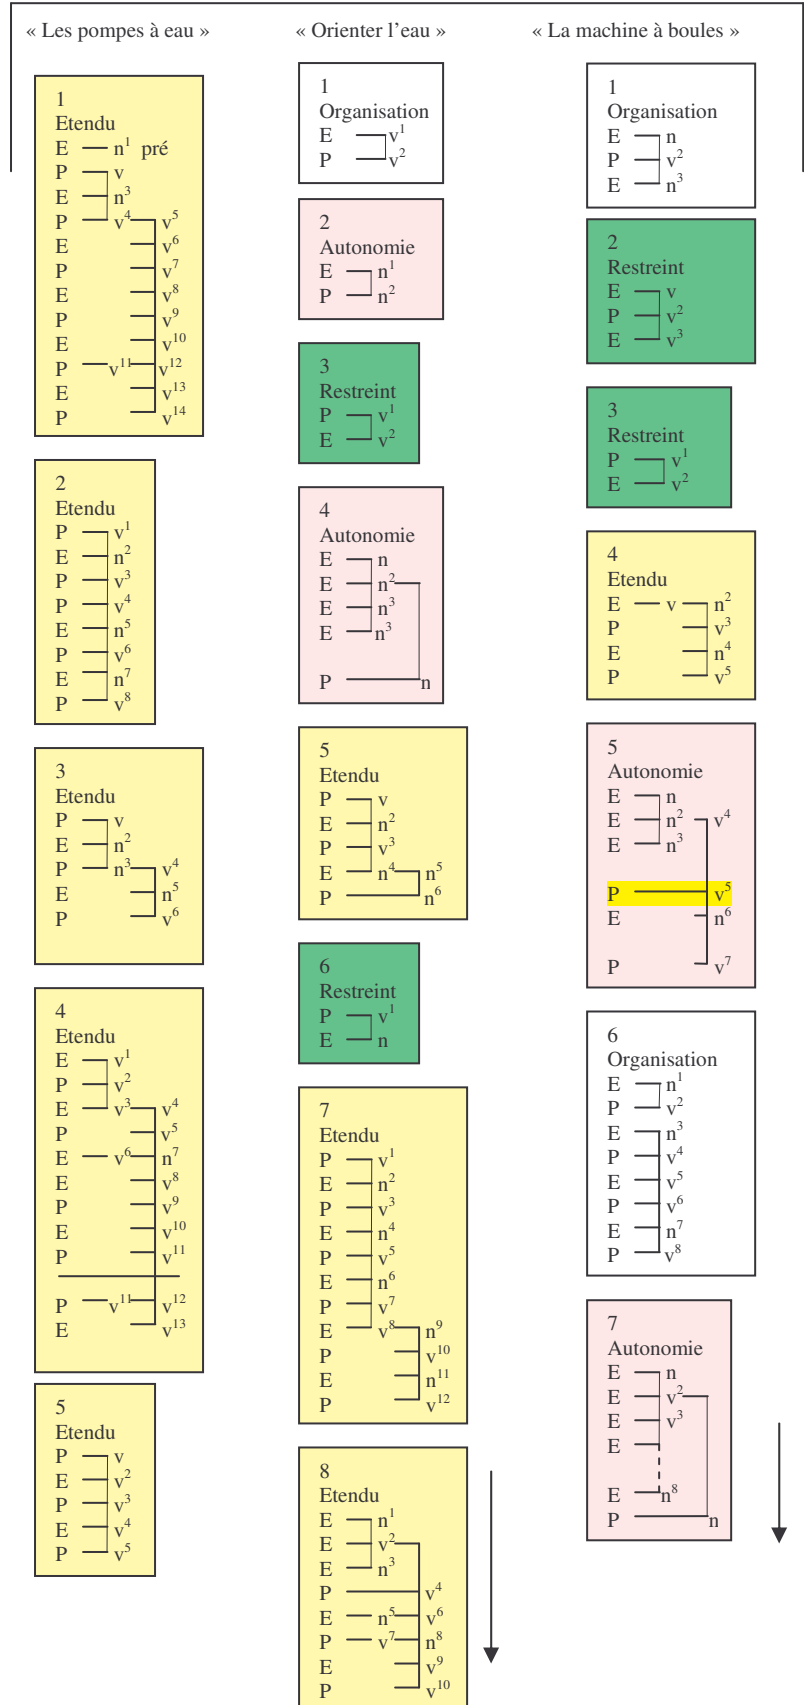 « Les pompes à eau »
1
Etendu
E n¹ pré
P v
E n³
P v⁴ v⁵
E v⁶
P v⁷
E v⁸
P v⁹
E v¹⁰
P v¹¹ v¹²
E v¹³
P v¹⁴
2
Etendu
P v¹
E n²
P v³
P v⁴
E n⁵
P v⁶
E n⁷
P v⁸
3
Etendu
P v
E n²
P n³ v⁴
E n⁵
P v⁶
4
Etendu
E v¹
P v²
E v³ v⁴
P v⁵
E v⁶ n⁷
E v⁸
P v⁹
E v¹⁰
P v¹¹
P v¹¹ v¹²
E v¹³
5
Etendu
P v
E v²
P v³
E v⁴
P v⁵
« Orienter l’eau »
1
Organisation
E v¹
P v²
2
Autonomie
E n¹
P n²
3
Restreint
P v¹
E v²
4
Autonomie
E n
E n²
E n³
E n³
P n
5
Etendu
P v
E n²
P v³
E n⁴ n⁵
P n⁶
6
Restreint
P v¹
E n
7
Etendu
P v¹
E n²
P v³
E n⁴
P v⁵
E n⁶
P v⁷
E v⁸ n⁹
P v¹⁰
E n¹¹
P v¹²
8
Etendu
E n¹
E v²
E n³
P v⁴
E n⁵ v⁶
P v⁷ n⁸
E v⁹
P v¹⁰
« La machine à boules »
1
Organisation
E n
P v²
E n³
2
Restreint
E v
P v²
E v³
3
Restreint
P v¹
E v²
4
Etendu
E v n²
P v³
E n⁴
P v⁵
5
Autonomie
E n
E n² v⁴
E n³
P v⁵
E n⁶
P v⁷
6
Organisation
E n¹
P v²
E n³
P v⁴
E v⁵
P v⁶
E n⁷
P v⁸
7
Autonomie
E n
E v²
E v³
E
E n⁸
P n